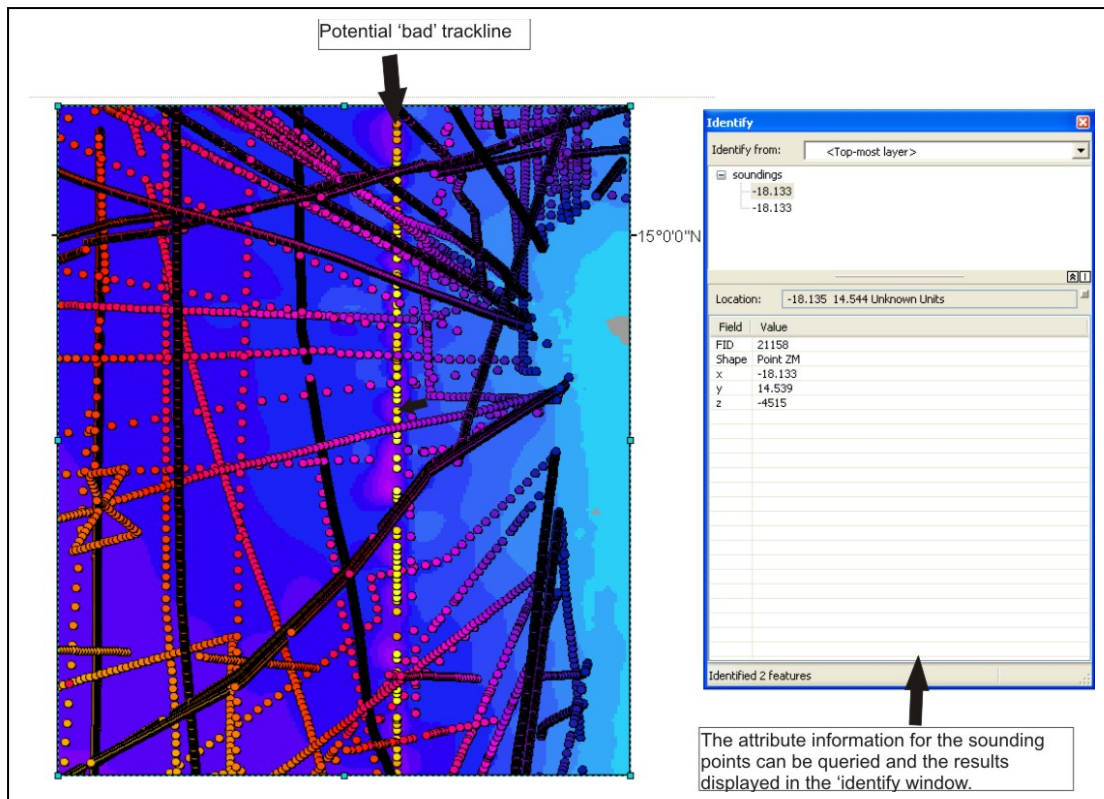 Potential ‘bad’ trackline
15°0'0"N
Identify
Identify from: <Top-most layer>
soundings
-18.133
-18.133
Location: -18.135 14.544 Unknown Units
Field Value
FID 21158
Shape Point ZM
x -18.133
y 14.539
z -4515
Identified 2 features
The attribute information for the sounding
points can be queried and the results
displayed in the ‘identify window.